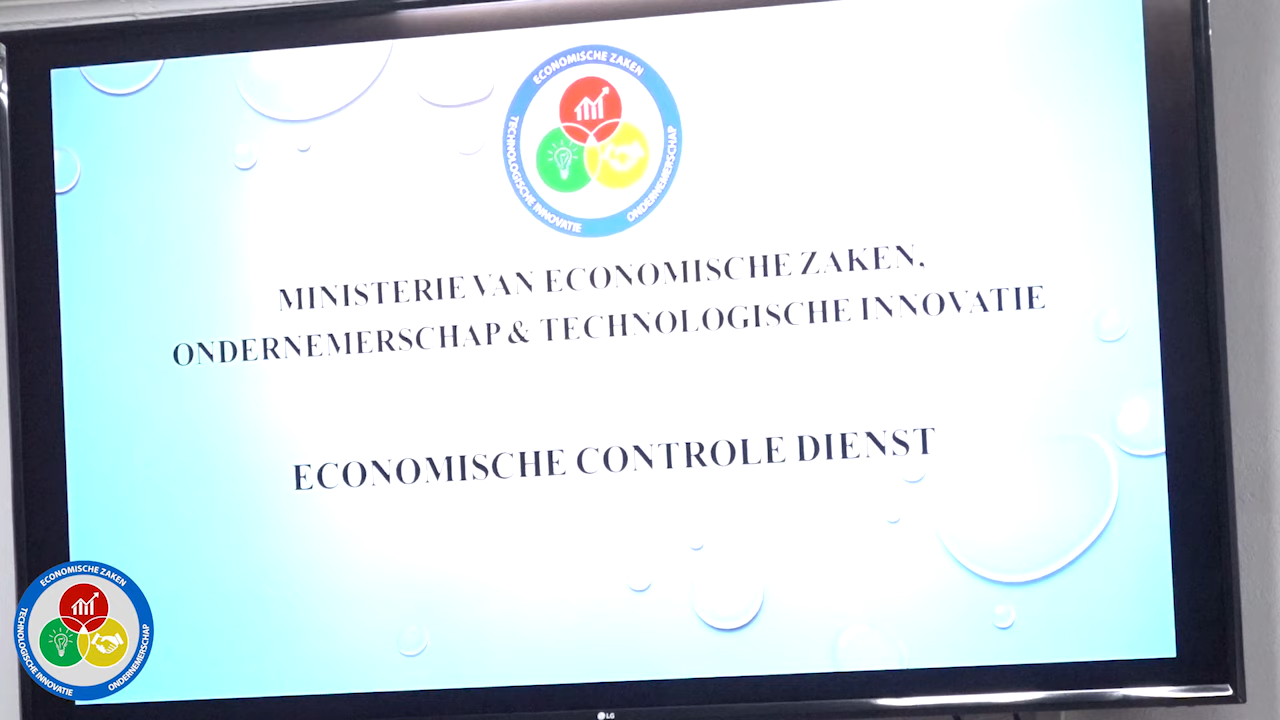 ECONOMISCHE ZAKEN
TECHNOLOGISCHE INNOVATIE
ONDERNEMERSCHAP
MINISTERIE VAN ECONOMISCHE ZAKEN,
ONDERNEMERSCHAP & TECHNOLOGISCHE INNOVATIE
ECONOMISCHE CONTROLE DIENST
ECONOMISCHE ZAKEN
TECHNOLOGISCHE INNOVATIE
ONDERNEMERSCHAP
LG